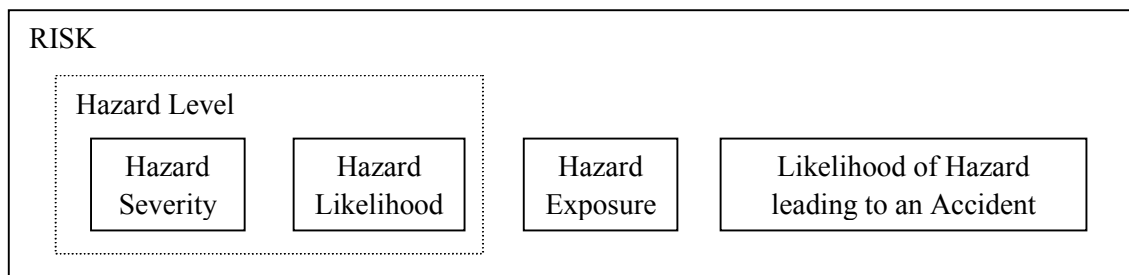 RISK
Hazard Level
Hazard
Severity
Hazard
Likelihood
Hazard
Exposure
Likelihood of Hazard
leading to an Accident